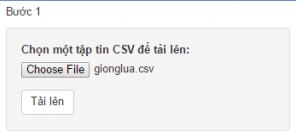 Bước 1
Chọn một tập tin CSV để tải lên:
Choose File gionglua.csv
Tải lên